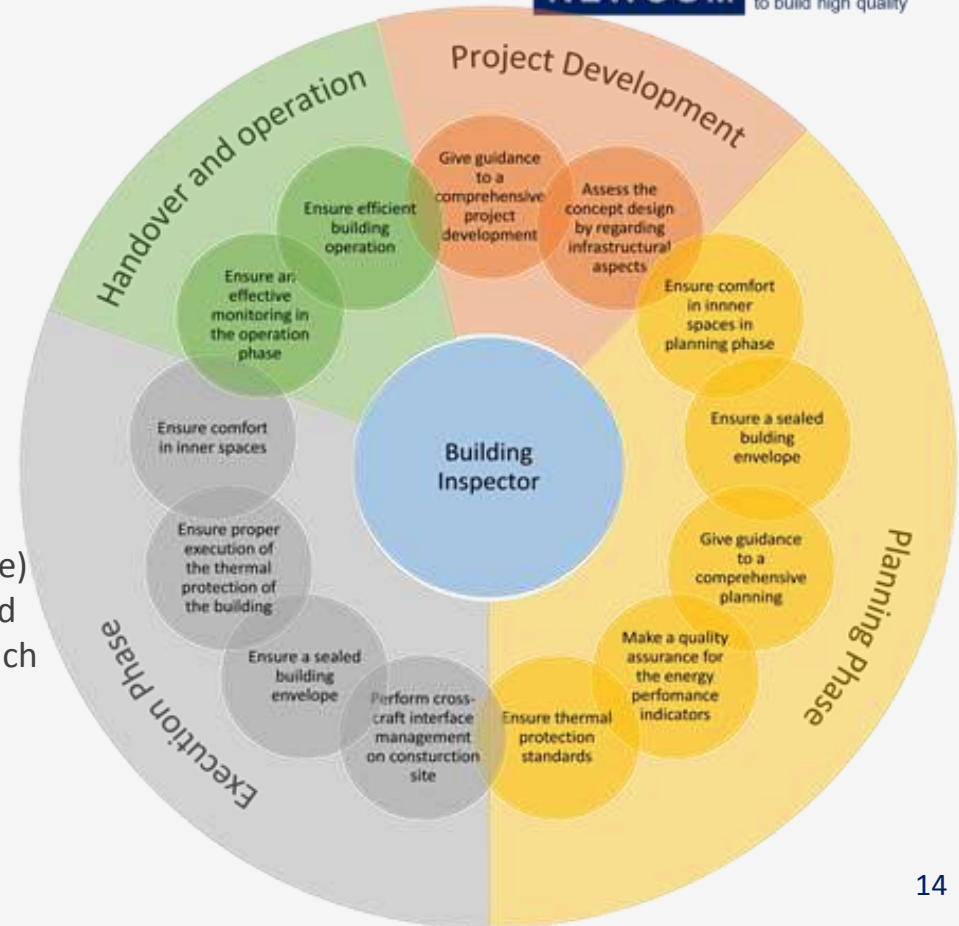 to build high quality
Project Development
Handover and operation
Give guidance
to a
comprehensive
project
development
Assess the
concept design
by regarding
infrastructural
aspects
Ensure comfort
in innner
spaces in
planning phase
Ensure a sealed
bulding
envelope
Give guidance
to a
comprehensive
planning
Make a quality
assurance for
the energy
perfomance
indicators
Ensure thermal
protection
standards
Planning Phase
Perform cross-
craft interface
management
on consturction
site
Ensure a sealed
building
envelope
Ensure proper
execution of
the thermal
protection of
the building
Ensure comfort
in inner spaces
Execution Phase
Ensure an
effective
monitoring in
the operation
phase
Ensure efficient
building
operation
Building
Inspector
e)
d
ch
14